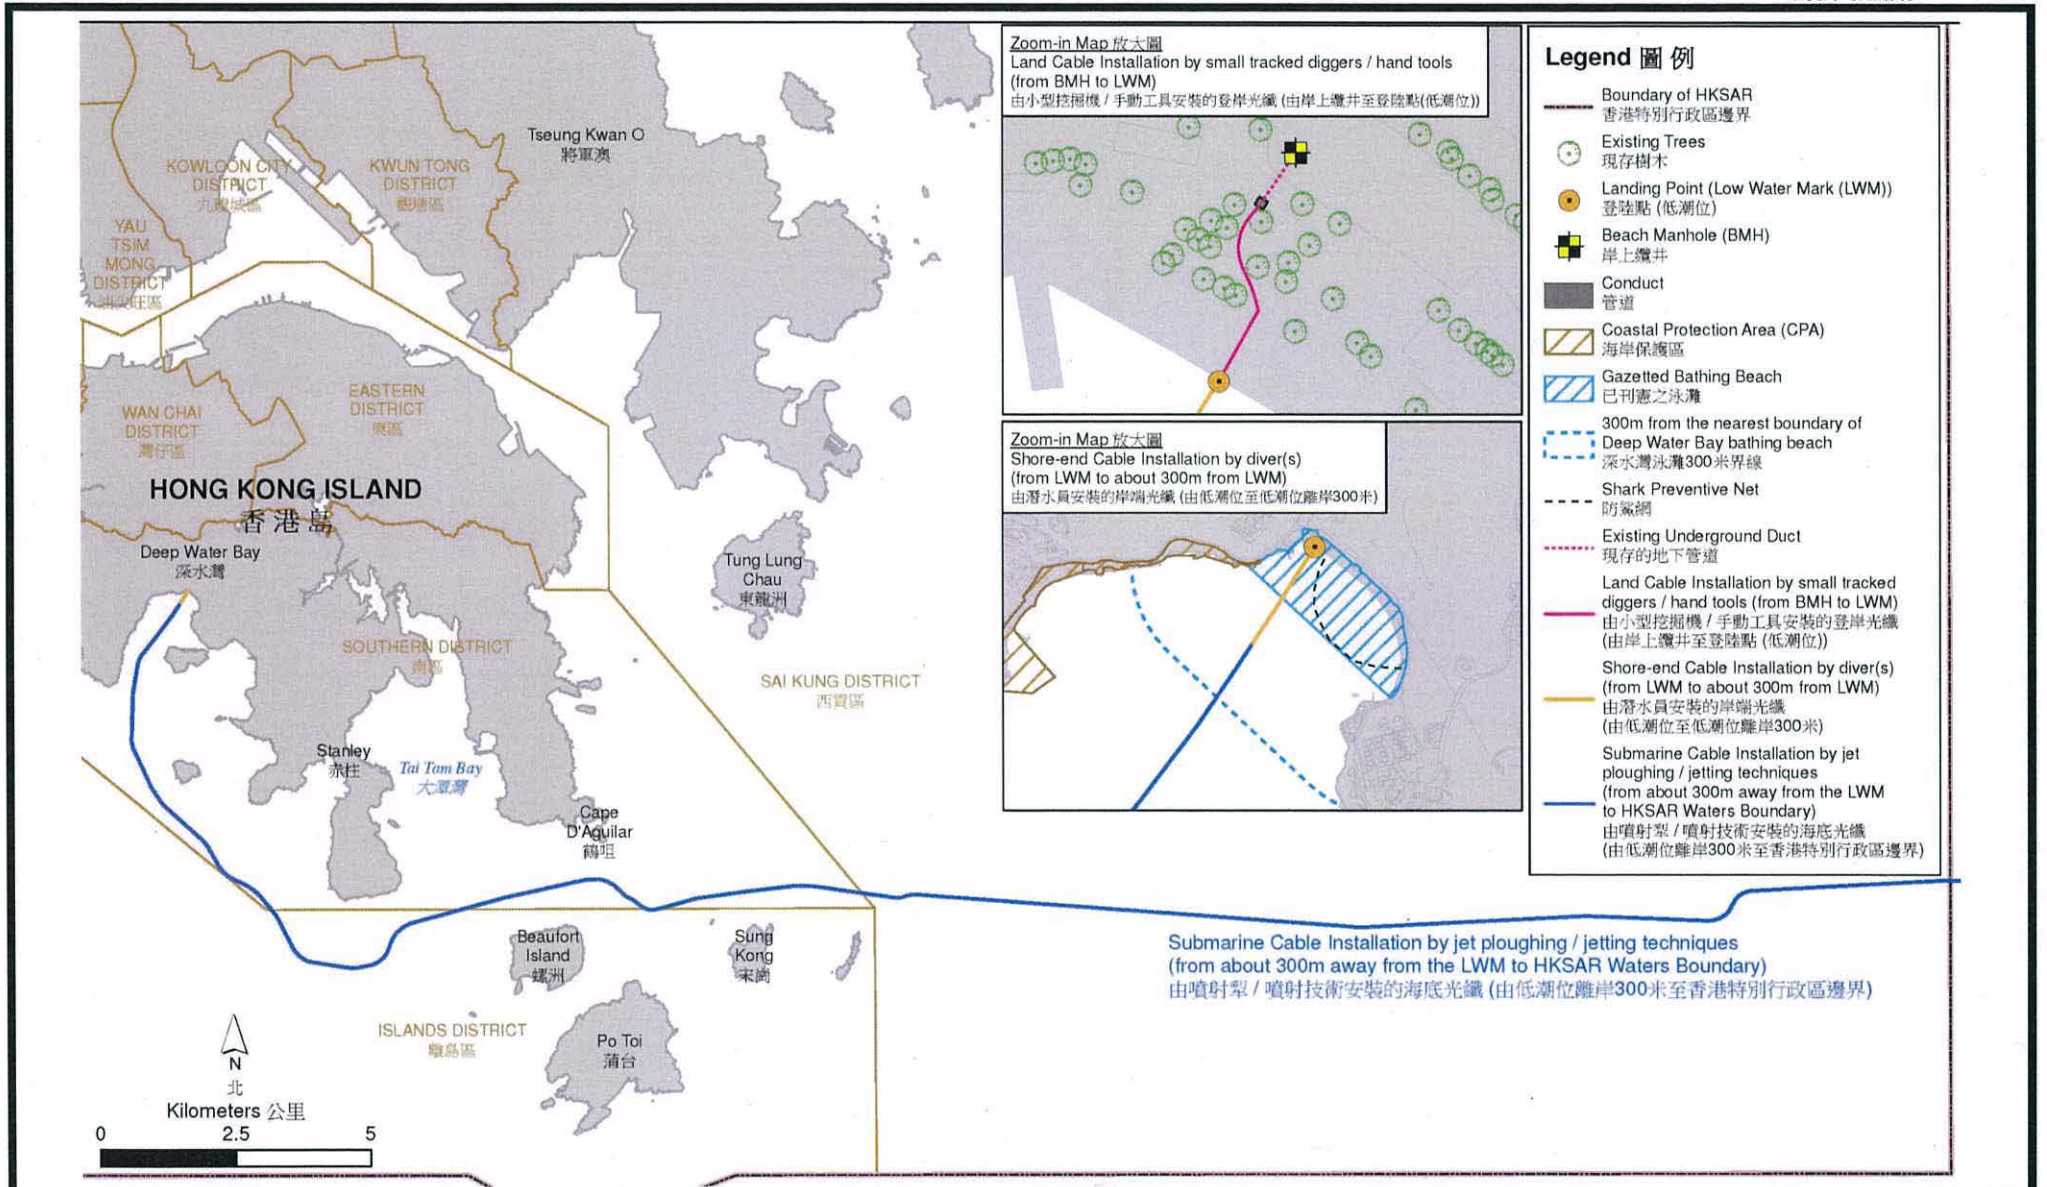 KOWLOON CITY
DISTRICT
九龍城區
KWUN TONG
DISTRICT
觀塘區
Tseung Kwan O
將軍澳
YAU
TSIM
MONG
DISTRICT
油尖旺區
WAN CHAI
DISTRICT
灣仔區
EASTERN
DISTRICT
東區
HONG KONG ISLAND
香港島
Deep Water Bay
深水灣
SOUTHERN DISTRICT
南區
Tung Lung
Chau
東龍洲
SAI KUNG DISTRICT
西貢區
Stanley
赤柱
Tai Tam Bay
大潭灣
Cape
D'Aguilar
鶴咀
Beaufort
Island
螺洲
Sung
Kong
宋崗
ISLANDS DISTRICT
離島區
Po Toi
蒲台
N
北
Kilometers 公里
0 2.5 5
Zoom-in Map 放大圖
Land Cable Installation by small tracked diggers / hand tools
(from BMH to LWM)
由小型挖掘機 / 手動工具安裝的登岸光纖 (由岸上纜井至登陸點(低潮位))
Zoom-in Map 放大圖
Shore-end Cable Installation by diver(s)
(from LWM to about 300m from LWM)
由潛水員安裝的岸端光纖 (由低潮位至低潮位離岸300米)
Submarine Cable Installation by jet ploughing / jetting techniques
(from about 300m away from the LWM to HKSAR Waters Boundary)
由噴射犁 / 噴射技術安裝的海底光纖 (由低潮位離岸300米至香港特別行政區邊界)
Legend 圖例
Boundary of HKSAR
香港特別行政區邊界
Existing Trees
現存樹木
Landing Point (Low Water Mark (LWM))
登陸點 (低潮位)
Beach Manhole (BMH)
岸上纜井
Conduct
管道
Coastal Protection Area (CPA)
海岸保護區
Gazetted Bathing Beach
已刊憲之泳灘
300m from the nearest boundary of
Deep Water Bay bathing beach
深水灣泳灘300米界線
Shark Preventive Net
防鯊網
Existing Underground Duct
現存的地下管道
Land Cable Installation by small tracked
diggers / hand tools (from BMH to LWM)
由小型挖掘機 / 手動工具安裝的登岸光纖
(由岸上纜井至登陸點 (低潮位))
Shore-end Cable Installation by diver(s)
(from LWM to about 300m from LWM)
由潛水員安裝的岸端光纖
(由低潮位至低潮位離岸300米)
Submarine Cable Installation by jet
ploughing / jetting techniques
(from about 300m away from the LWM
to HKSAR Waters Boundary)
由噴射犁 / 噴射技術安裝的海底光纖
(由低潮位離岸300米至香港特別行政區邊界)